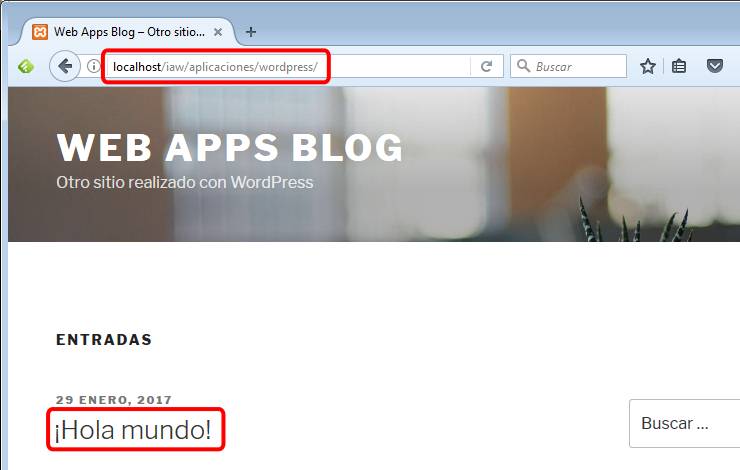 Web Apps Blog – Otro sitio...
localhost/iaw/aplicaciones/wordpress/
Buscar
WEB APPS BLOG
Otro sitio realizado con WordPress
ENTRADAS
29 ENERO, 2017
¡Hola mundo!
Buscar ...